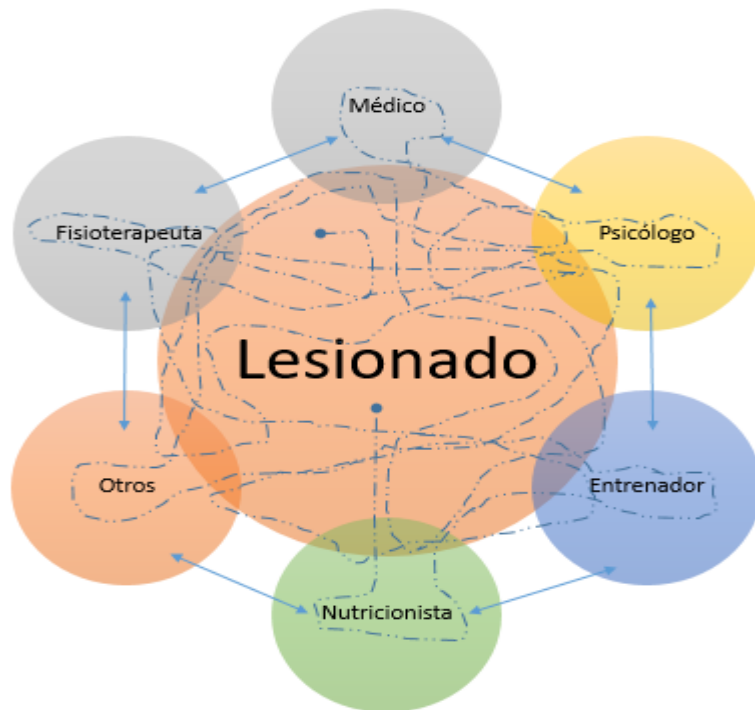 Médico
Fisioterapeuta
Psicólogo
Lesionado
Otros
Entrenador
Nutricionista